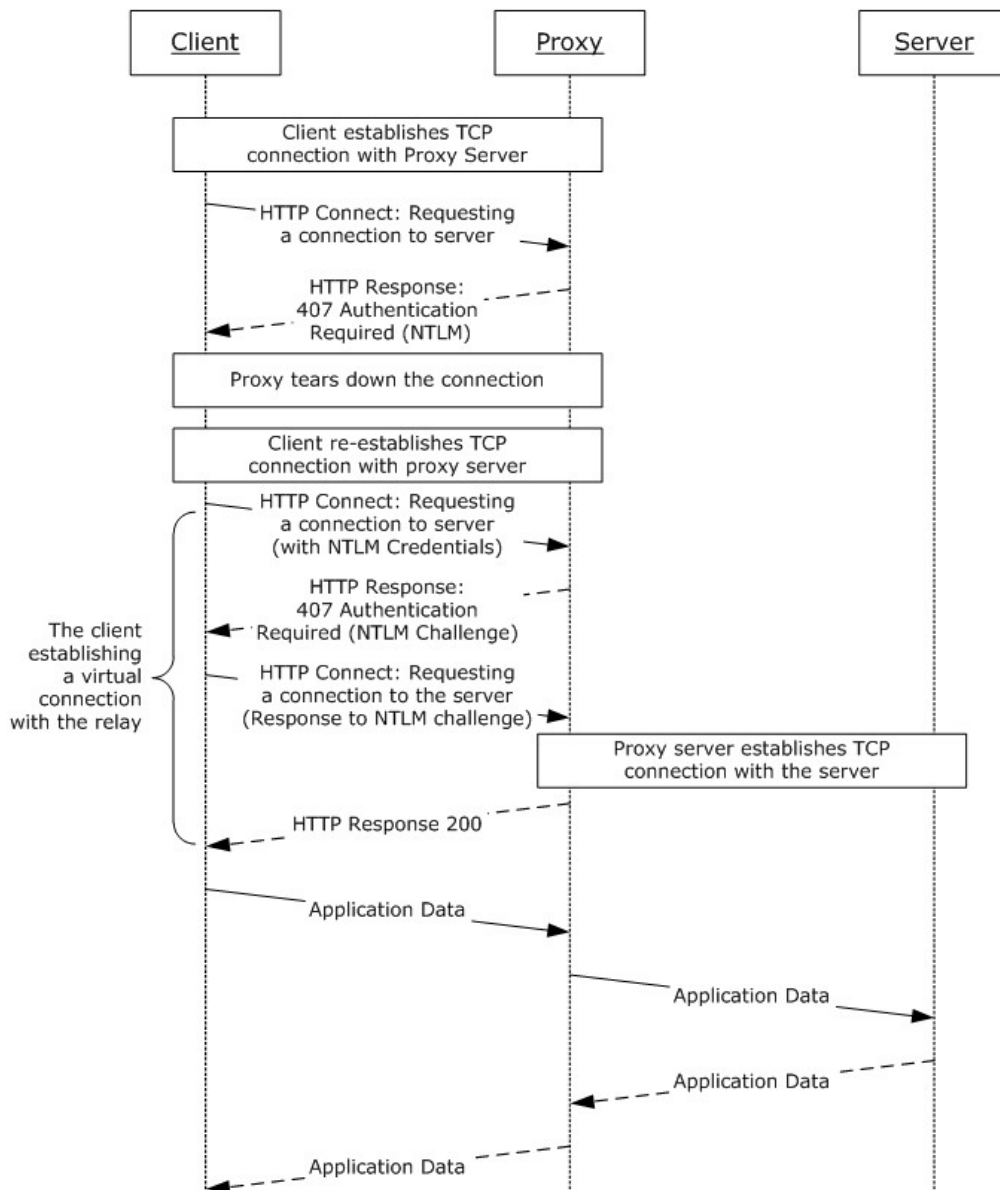 Client
Proxy
Server
Client establishes TCP
connection with Proxy Server
HTTP Connect: Requesting
a connection to server
HTTP Response:
407 Authentication
Required (NTLM)
Proxy tears down the connection
Client re-establishes TCP
connection with proxy server
HTTP Connect: Requesting
a connection to server
(with NTLM Credentials)
HTTP Response:
407 Authentication
Required (NTLM Challenge)
The client
establishing
a virtual
connection
with the relay
HTTP Connect: Requesting
a connection to the server
(Response to NTLM challenge)
Proxy server establishes TCP
connection with the server
HTTP Response 200
Application Data
Application Data
Application Data
Application Data